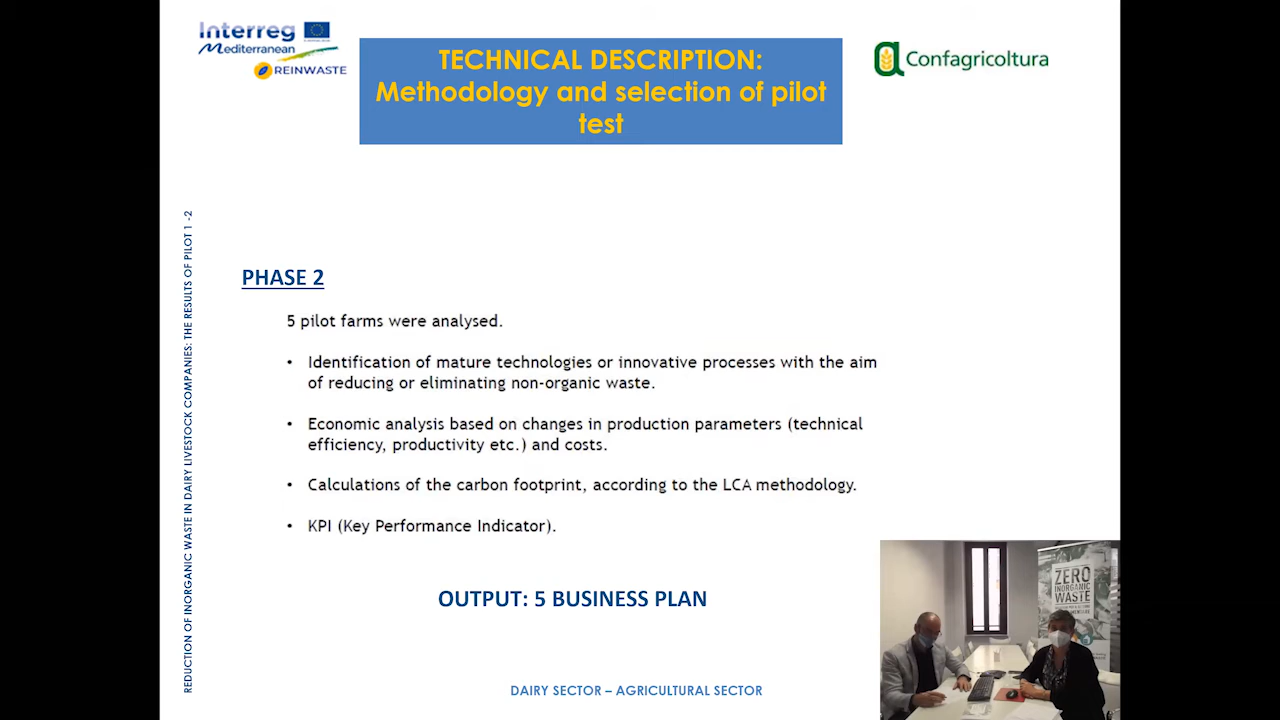 Interreg
Mediterranean
REINWASTE
TECHNICAL DESCRIPTION:
Methodology and selection of pilot
test
Confagricoltura
REDUCTION OF INORGANIC WASTE IN DAIRY LIVESTOCK COMPANIES: THE RESULTS OF PILOT 1 -2
PHASE 2
5 pilot farms were analysed.
• Identification of mature technologies or innovative processes with the aim
of reducing or eliminating non-organic waste.
• Economic analysis based on changes in production parameters (technical
efficiency, productivity etc.) and costs.
• Calculations of the carbon footprint, according to the LCA methodology.
• KPI (Key Performance Indicator).
OUTPUT: 5 BUSINESS PLAN
DAIRY SECTOR – AGRICULTURAL SECTOR
ZERO
INORGANIC
WASTE